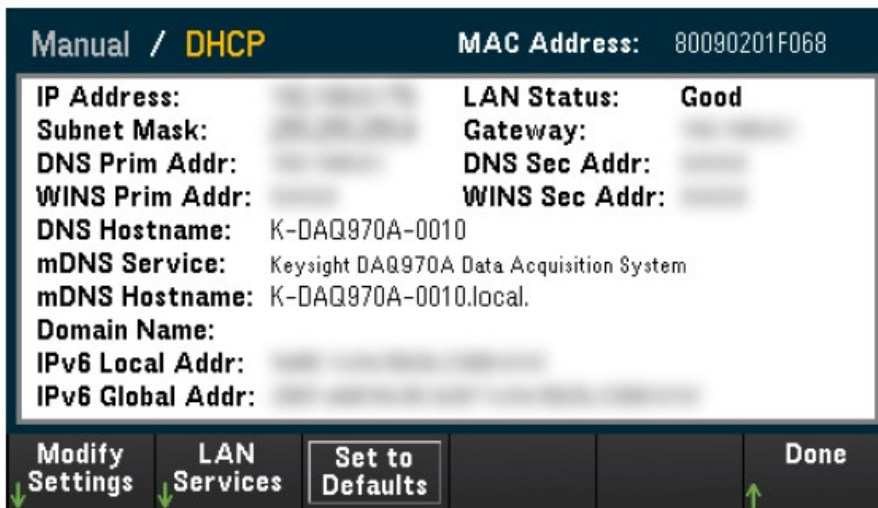 Manual / DHCP MAC Address: 80090201F068
IP Address: LAN Status: Good
Subnet Mask: Gateway:
DNS Prim Addr: DNS Sec Addr:
WINS Prim Addr: WINS Sec Addr:
DNS Hostname: K-DAQ970A-0010
mDNS Service: Keysight DAQ970A Data Acquisition System
mDNS Hostname: K-DAQ970A-0010.local.
Domain Name:
IPv6 Local Addr:
IPv6 Global Addr:
Modify Settings
LAN Services
Set to Defaults
Done